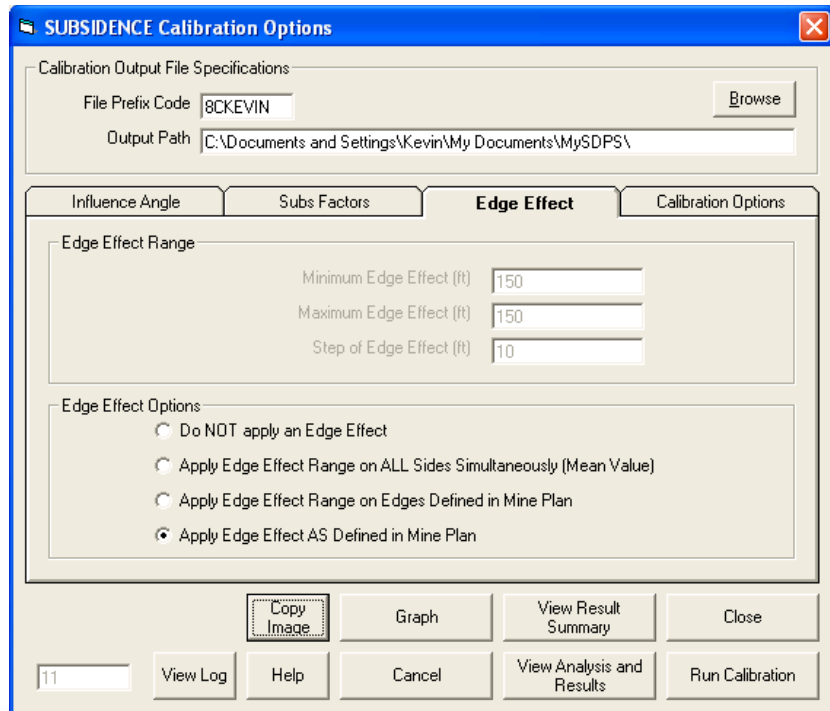 SUBSIDENCE Calibration Options
Calibration Output File Specifications
File Prefix Code 8CKEVIN
Browse
Output Path C:\Documents and Settings\Kevin\My Documents\MySDPS\
Influence Angle Subs Factors Edge Effect Calibration Options
Edge Effect Range
Minimum Edge Effect (ft) 150
Maximum Edge Effect (ft) 150
Step of Edge Effect (ft) 10
Edge Effect Options
Do NOT apply an Edge Effect
Apply Edge Effect Range on ALL Sides Simultaneously (Mean Value)
Apply Edge Effect Range on Edges Defined in Mine Plan
Apply Edge Effect AS Defined in Mine Plan
Copy
Image
Graph
View Result
Summary
Close
11
View Log
Help
Cancel
View Analysis and
Results
Run Calibration